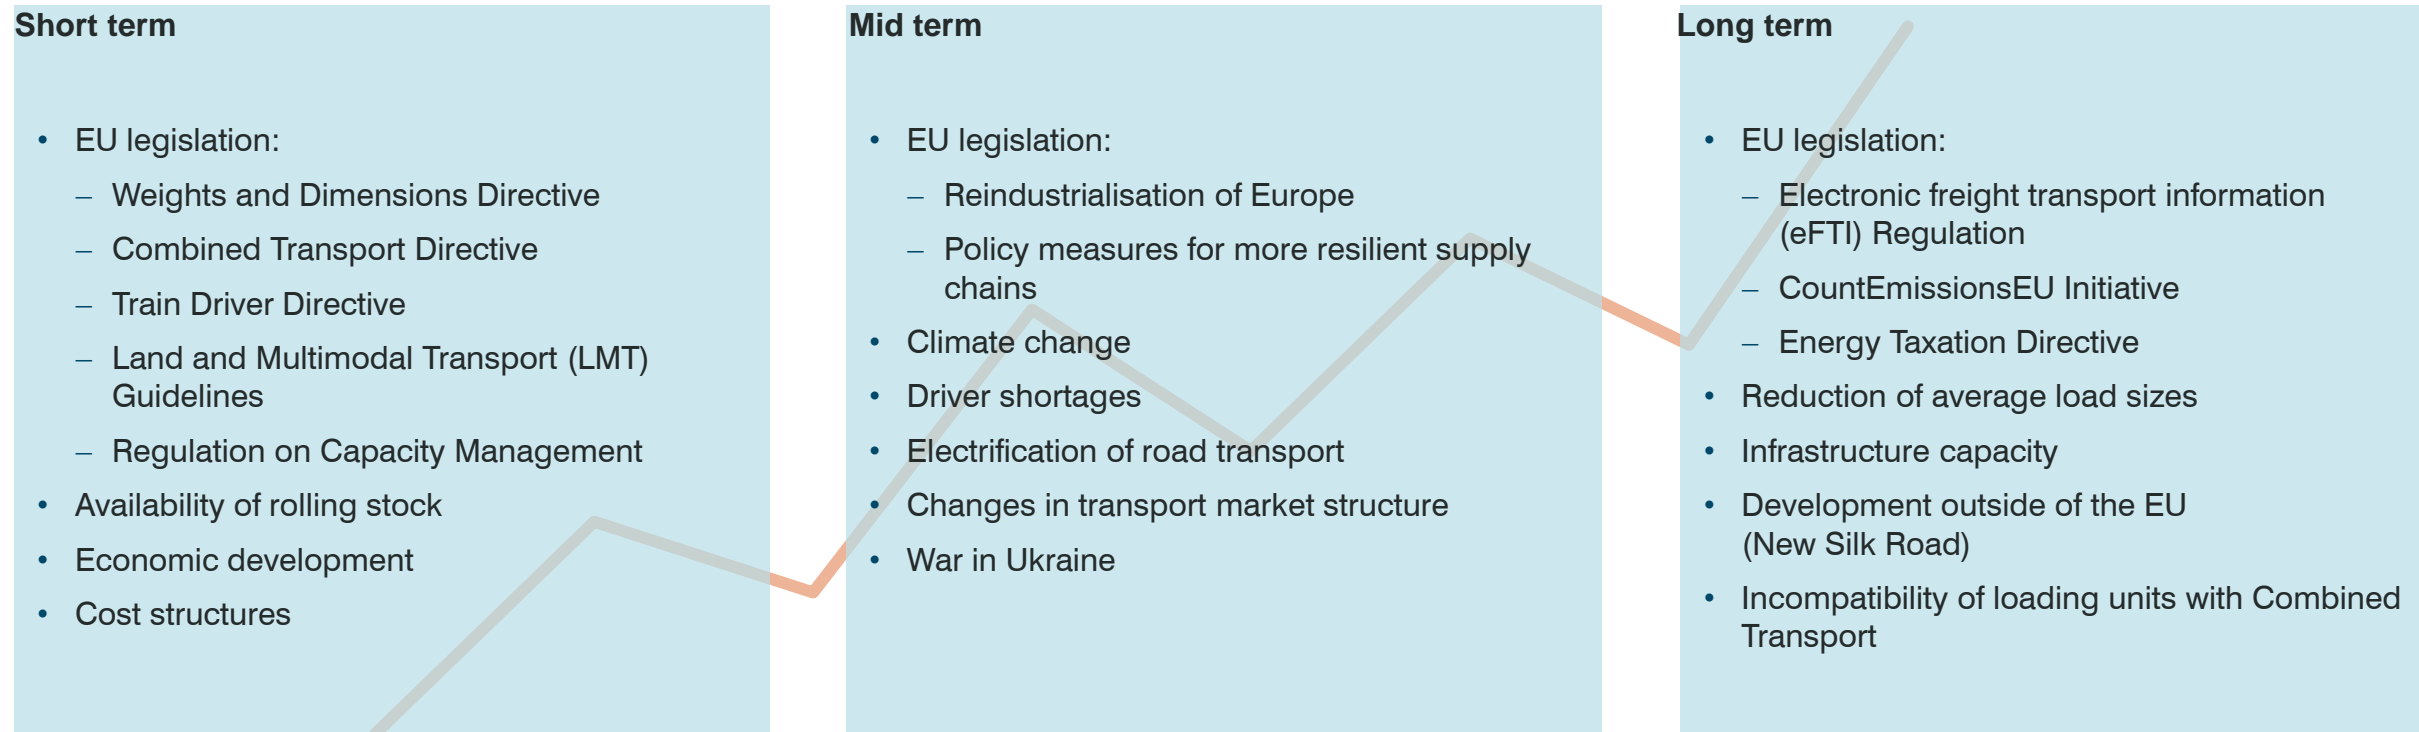 Short term
• EU legislation:
– Weights and Dimensions Directive
– Combined Transport Directive
– Train Driver Directive
– Land and Multimodal Transport (LMT)
Guidelines
– Regulation on Capacity Management
• Availability of rolling stock
• Economic development
• Cost structures
Mid term
• EU legislation:
– Reindustrialisation of Europe
– Policy measures for more resilient supply
chains
• Climate change
• Driver shortages
• Electrification of road transport
• Changes in transport market structure
• War in Ukraine
Long term
• EU legislation:
– Electronic freight transport information
(eFTI) Regulation
– CountEmissionsEU Initiative
– Energy Taxation Directive
• Reduction of average load sizes
• Infrastructure capacity
• Development outside of the EU
(New Silk Road)
• Incompatibility of loading units with Combined
Transport